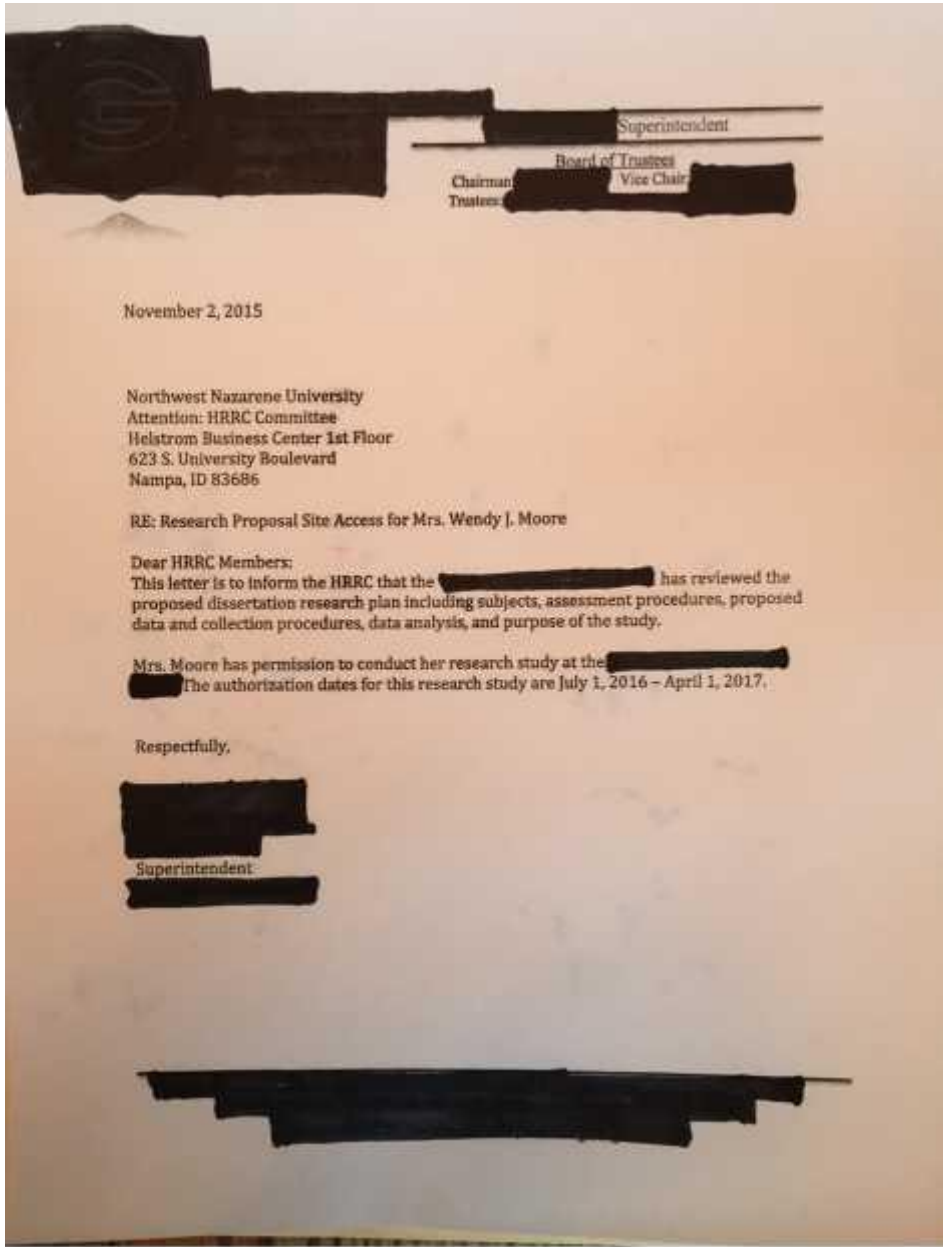 Superintendent
Board of Trustees
Chairman Vice Chair:
Trustees:
November 2, 2015
Northwest Nazarene University
Attention: HRRC Committee
Helstrom Business Center 1st Floor
623 S. University Boulevard
Nampa, ID 83686
RE: Research Proposal Site Access for Mrs. Wendy J. Moore
Dear HRRC Members:
This letter is to inform the HRRC that the has reviewed the
proposed dissertation research plan including subjects, assessment procedures, proposed
data and collection procedures, data analysis, and purpose of the study.
Mrs. Moore has permission to conduct her research study at the
The authorization dates for this research study are July 1, 2016 – April 1, 2017.
Respectfully,
Superintendent